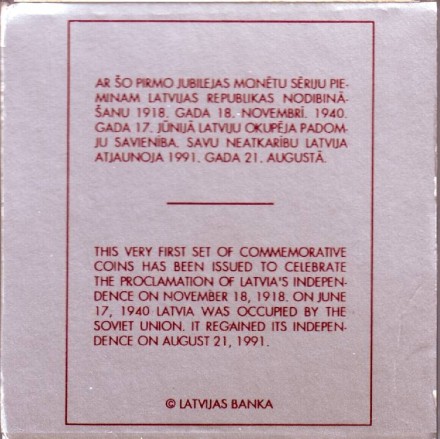 AR ŠO PIRMO JUBILEJAS MONĒTU SĒRIJU PIE-
MINAM LATVIJAS REPUBLIKAS NODIBINĀ-
ŠANU 1918. GADA 18. NOVEMBRĪ. 1940.
GADA 17. JŪNIJĀ LATVIJU OKUPĒJA PADOM-
JU SAVIENĪBA. SAVU NEATKARĪBU LATVIJA
ATJAUNOJA 1991. GADA 21. AUGUSTĀ.
THIS VERY FIRST SET OF COMMEMORATIVE
COINS HAS BEEN ISSUED TO CELEBRATE
THE PROCLAMATION OF LATVIA'S INDEPEN-
DENCE ON NOVEMBER 18, 1918. ON JUNE
17, 1940 LATVIA WAS OCCUPIED BY THE
SOVIET UNION. IT REGAINED ITS INDEPEN-
DENCE ON AUGUST 21, 1991.
© LATVIJAS BANKA